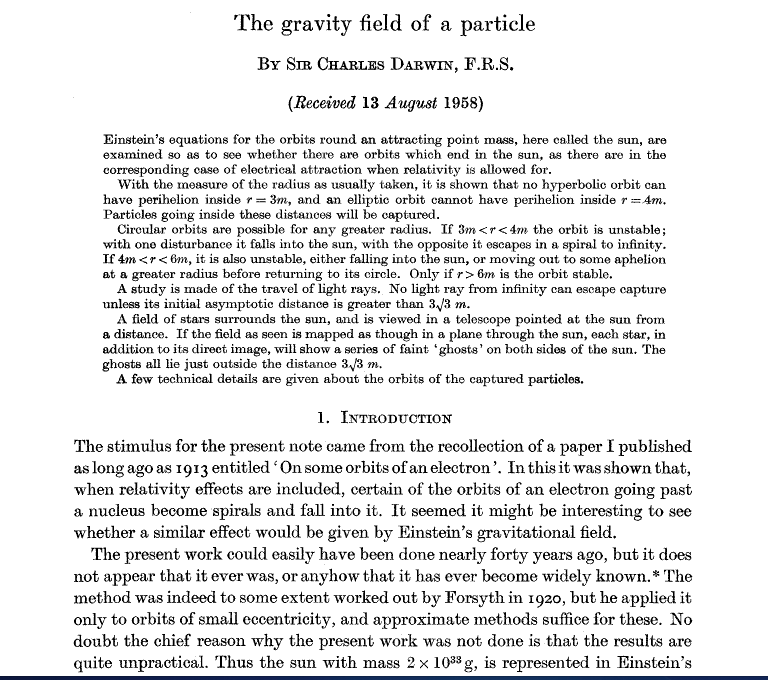 The gravity field of a particle
By Sir Charles Darwin, F.R.S.
(Received 13 August 1958)
Einstein's equations for the orbits round an attracting point mass, here called the sun, are
examined so as to see whether there are orbits which end in the sun, as there are in the
corresponding case of electrical attraction when relativity is allowed for.
With the measure of the radius as usually taken, it is shown that no hyperbolic orbit can
have perihelion inside r = 3m, and an elliptic orbit cannot have perihelion inside r = 4m.
Particles going inside these distances will be captured.
Circular orbits are possible for any greater radius. If 3m < r < 4m the orbit is unstable;
with one disturbance it falls into the sun, with the opposite it escapes in a spiral to infinity.
If 4m < r < 6m, it is also unstable, either falling into the sun, or moving out to some aphelion
at a greater radius before returning to its circle. Only if r > 6m is the orbit stable.
A study is made of the travel of light rays. No light ray from infinity can escape capture
unless its initial asymptotic distance is greater than 3√3 m.
A field of stars surrounds the sun, and is viewed in a telescope pointed at the sun from
a distance. If the field as seen is mapped as though in a plane through the sun, each star, in
addition to its direct image, will show a series of faint 'ghosts' on both sides of the sun. The
ghosts all lie just outside the distance 3√3 m.
A few technical details are given about the orbits of the captured particles.
1. Introduction
The stimulus for the present note came from the recollection of a paper I published
as long ago as 1913 entitled 'On some orbits of an electron'. In this it was shown that,
when relativity effects are included, certain of the orbits of an electron going past
a nucleus become spirals and fall into it. It seemed it might be interesting to see
whether a similar effect would be given by Einstein's gravitational field.
The present work could easily have been done nearly forty years ago, but it does
not appear that it ever was, or anyhow that it has ever become widely known.* The
method was indeed to some extent worked out by Forsyth in 1920, but he applied it
only to orbits of small eccentricity, and approximate methods suffice for these. No
doubt the chief reason why the present work was not done is that the results are
quite unpractical. Thus the sun with mass 2 × 10³³ g, is represented in Einstein's